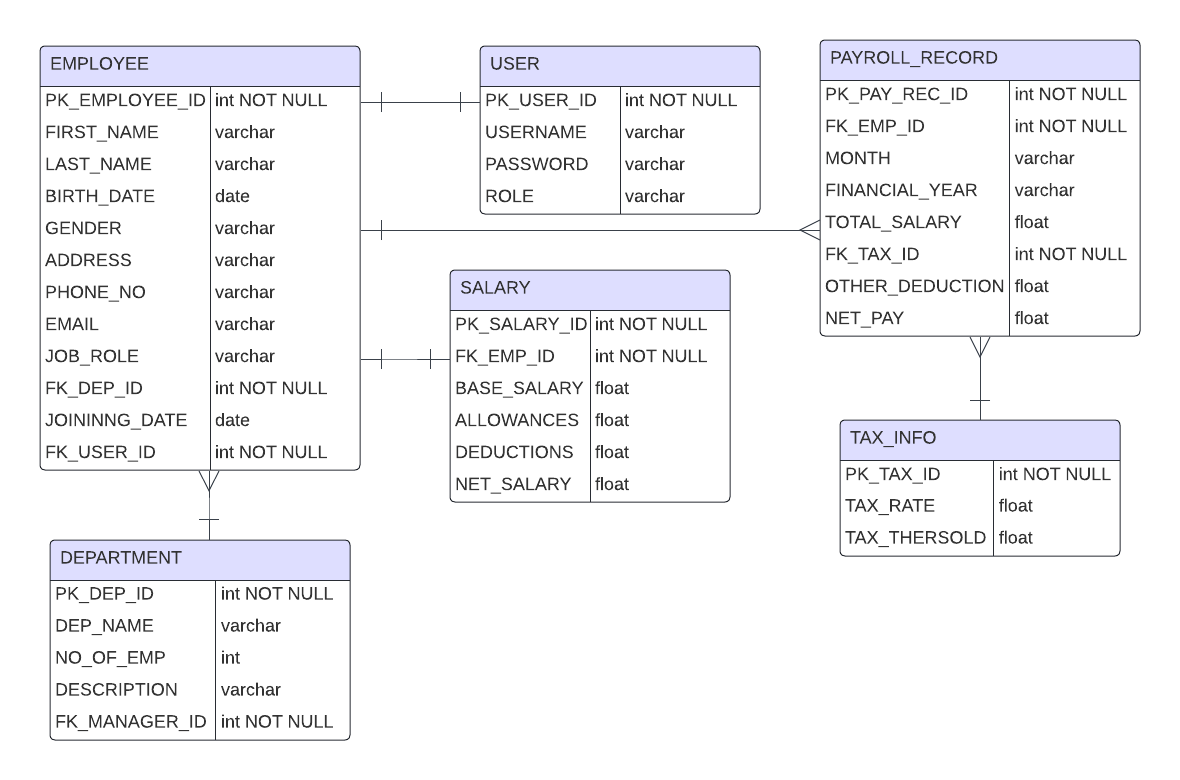 EMPLOYEE
PK_EMPLOYEE_ID int NOT NULL
FIRST_NAME varchar
LAST_NAME varchar
BIRTH_DATE date
GENDER varchar
ADDRESS varchar
PHONE_NO varchar
EMAIL varchar
JOB_ROLE varchar
FK_DEP_ID int NOT NULL
JOININNG_DATE date
FK_USER_ID int NOT NULL
USER
PK_USER_ID int NOT NULL
USERNAME varchar
PASSWORD varchar
ROLE varchar
PAYROLL_RECORD
PK_PAY_REC_ID int NOT NULL
FK_EMP_ID int NOT NULL
MONTH varchar
FINANCIAL_YEAR varchar
TOTAL_SALARY float
FK_TAX_ID int NOT NULL
OTHER_DEDUCTION float
NET_PAY float
SALARY
PK_SALARY_ID int NOT NULL
FK_EMP_ID int NOT NULL
BASE_SALARY float
ALLOWANCES float
DEDUCTIONS float
NET_SALARY float
TAX_INFO
PK_TAX_ID int NOT NULL
TAX_RATE float
TAX_THERSOLD float
DEPARTMENT
PK_DEP_ID int NOT NULL
DEP_NAME varchar
NO_OF_EMP int
DESCRIPTION varchar
FK_MANAGER_ID int NOT NULL